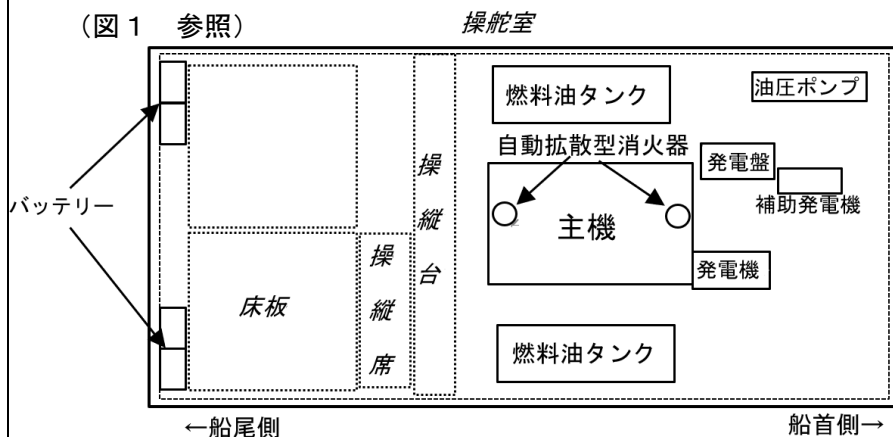 （図１　参照）
操舵室
燃料油タンク
油圧ポンプ
自動拡散型消火器
発電盤
補助発電機
バッテリー
主機
発電機
操縦台
操縦席
床板
燃料油タンク
←船尾側
船首側→